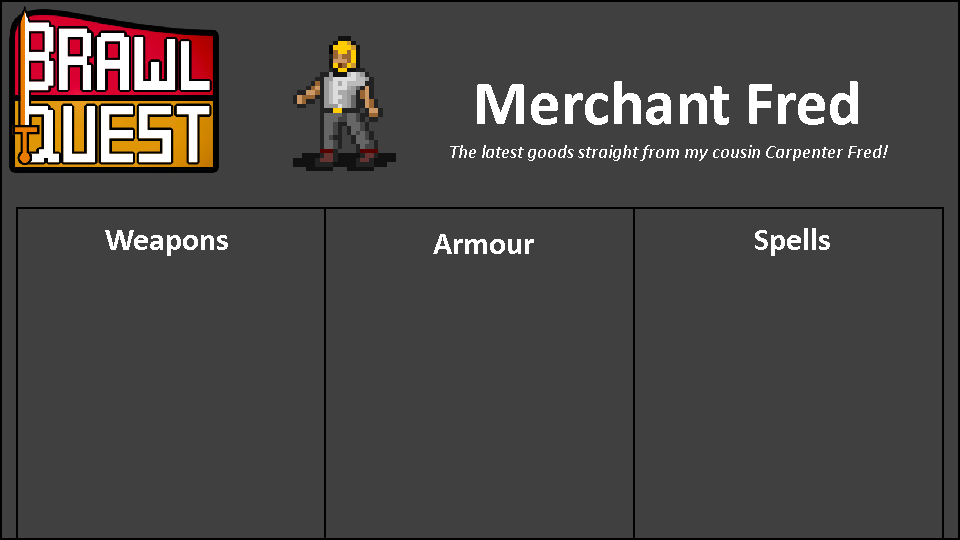 BRAWL
QUEST
Merchant Fred
The latest goods straight from my cousin Carpenter Fred!
Weapons
Armour
Spells